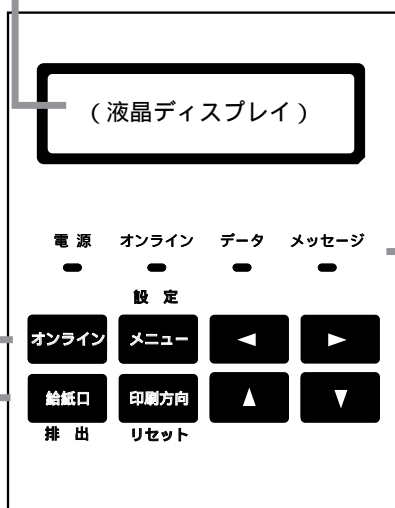 (液晶ディスプレイ)
電 源 オンライン データ メッセージ
設 定
オンライン メニュー ◄ ►
給紙口 印刷方向 ▲ ▼
排 出 リセット